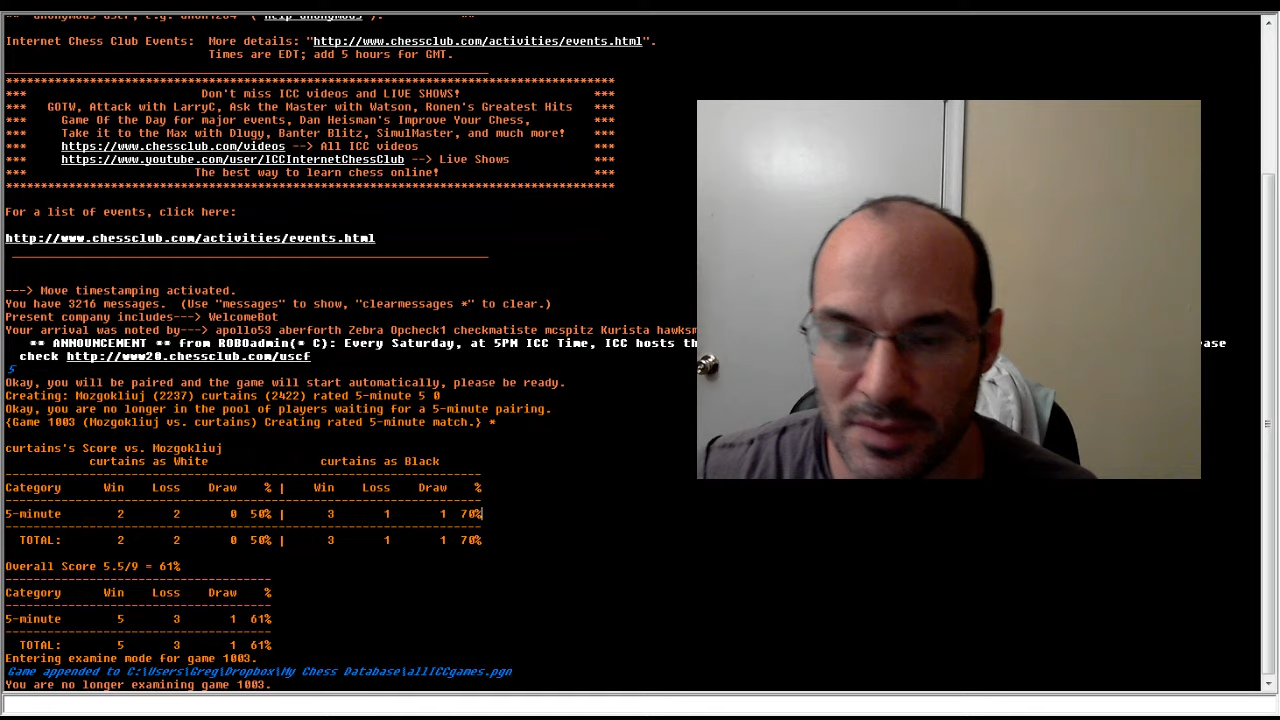 ** anonymous user, e.g. "anon1204" ("help anonymous"). **
Internet Chess Club Events: More details: "http://www.chessclub.com/activities/events.html".
Times are EDT; add 5 hours for GMT.
*** Don't miss ICC videos and LIVE SHOWS! ***
*** GOTW, Attack with LarryC, Ask the Master with Watson, Ronen's Greatest Hits ***
*** Game Of the Day for major events, Dan Heisman's Improve Your Chess, ***
*** Take it to the Max with Dlugy, Banter Blitz, SimulMaster, and much more! ***
*** https://www.chessclub.com/videos --> All ICC videos ***
*** https://www.youtube.com/user/ICCInternetChessClub --> Live Shows ***
*** The best way to learn chess online! ***
For a list of events, click here:
http://www.chessclub.com/activities/events.html
---> Move timestamping activated.
You have 3216 messages. (Use "messages" to show, "clearmessages *" to clear.)
Present company includes---> WelcomeBot
Your arrival was noted by---> apollo53 aberforth Zebra Opcheck1 checkmatiste mcspitz Kurista hawksm
** ANNOUNCEMENT ** from ROBOadmin(* C): Every Saturday, at 5PM ICC Time, ICC hosts th ease
check http://www20.chessclub.com/uscf
5
Okay, you will be paired and the game will start automatically, please be ready.
Creating: Mozgokliuj (2237) curtains (2422) rated 5-minute 5 0
Okay, you are no longer in the pool of players waiting for a 5-minute pairing.
{Game 1003 (Mozgokliuj vs. curtains) Creating rated 5-minute match.} *
curtains's Score vs. Mozgokliuj
curtains as White curtains as Black
Category Win Loss Draw % | Win Loss Draw %
5-minute 2 2 0 50% | 3 1 1 70%
TOTAL: 2 2 0 50% | 3 1 1 70%
Overall Score 5.5/9 = 61%
Category Win Loss Draw %
5-minute 5 3 1 61%
TOTAL: 5 3 1 61%
Entering examine mode for game 1003.
Game appended to C:\Users\Greg\Dropbox\My Chess Database\allICCgames.pgn
You are no longer examining game 1003.